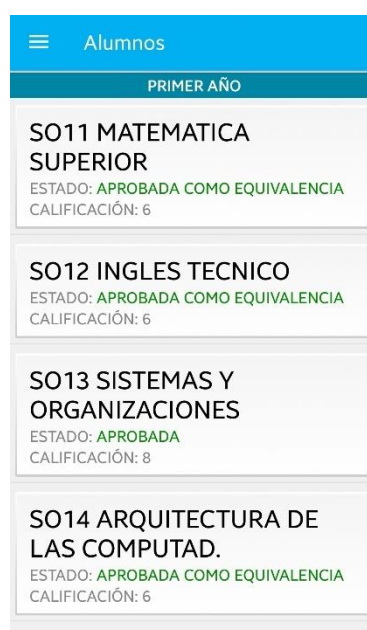 Alumnos
PRIMER AÑO
SO11 MATEMATICA
SUPERIOR
ESTADO: APROBADA COMO EQUIVALENCIA
CALIFICACIÓN: 6
SO12 INGLES TECNICO
ESTADO: APROBADA COMO EQUIVALENCIA
CALIFICACIÓN: 6
SO13 SISTEMAS Y
ORGANIZACIONES
ESTADO: APROBADA
CALIFICACIÓN: 8
SO14 ARQUITECTURA DE
LAS COMPUTAD.
ESTADO: APROBADA COMO EQUIVALENCIA
CALIFICACIÓN: 6